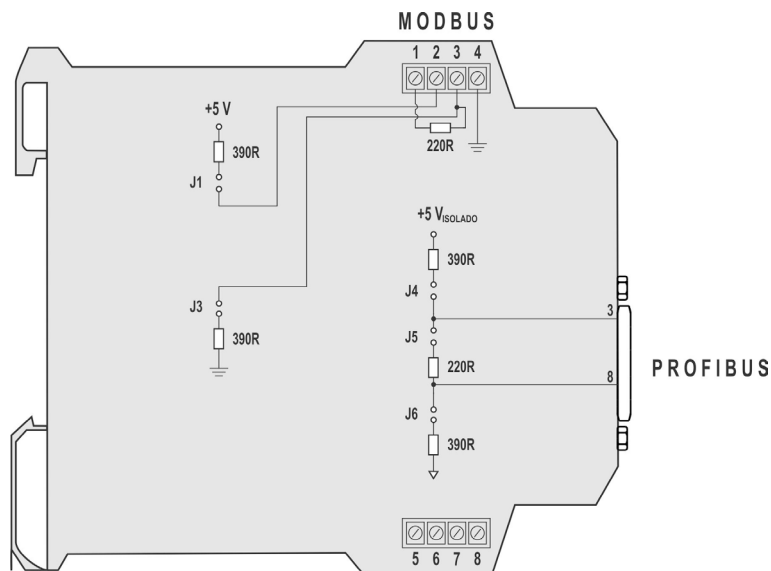 MODBUS
1 2 3 4
+5 V
390R
J1
220R
+5 VISOLADO
390R
J4
J3
3
J5
390R
220R
PROFIBUS
8
J6
390R
5 6 7 8